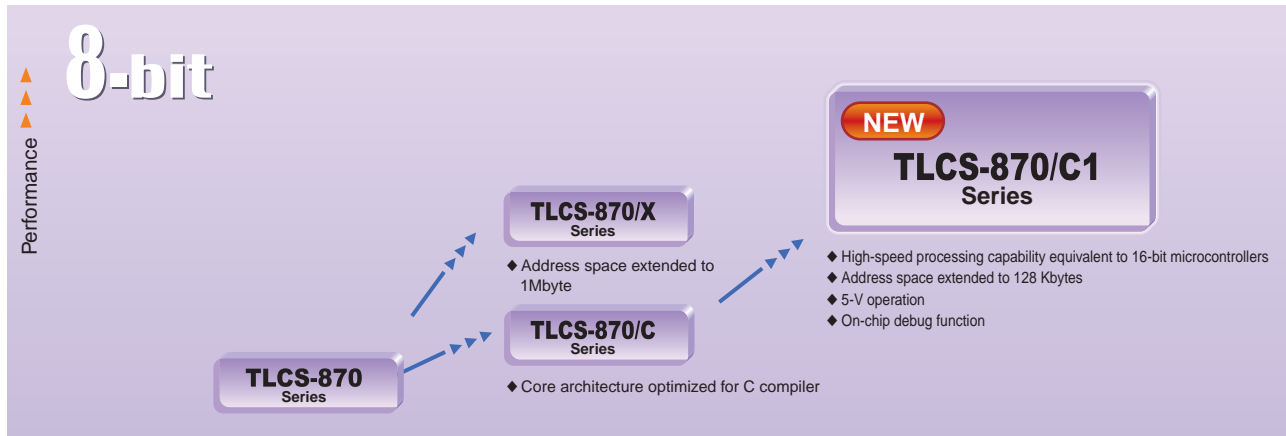 8-bit
Performance
NEW
TLCS-870/C1
Series
◆ High-speed processing capability equivalent to 16-bit microcontrollers
◆ Address space extended to 128 Kbytes
◆ 5-V operation
◆ On-chip debug function
TLCS-870/X
Series
◆ Address space extended to
1Mbyte
TLCS-870/C
Series
◆ Core architecture optimized for C compiler
TLCS-870
Series